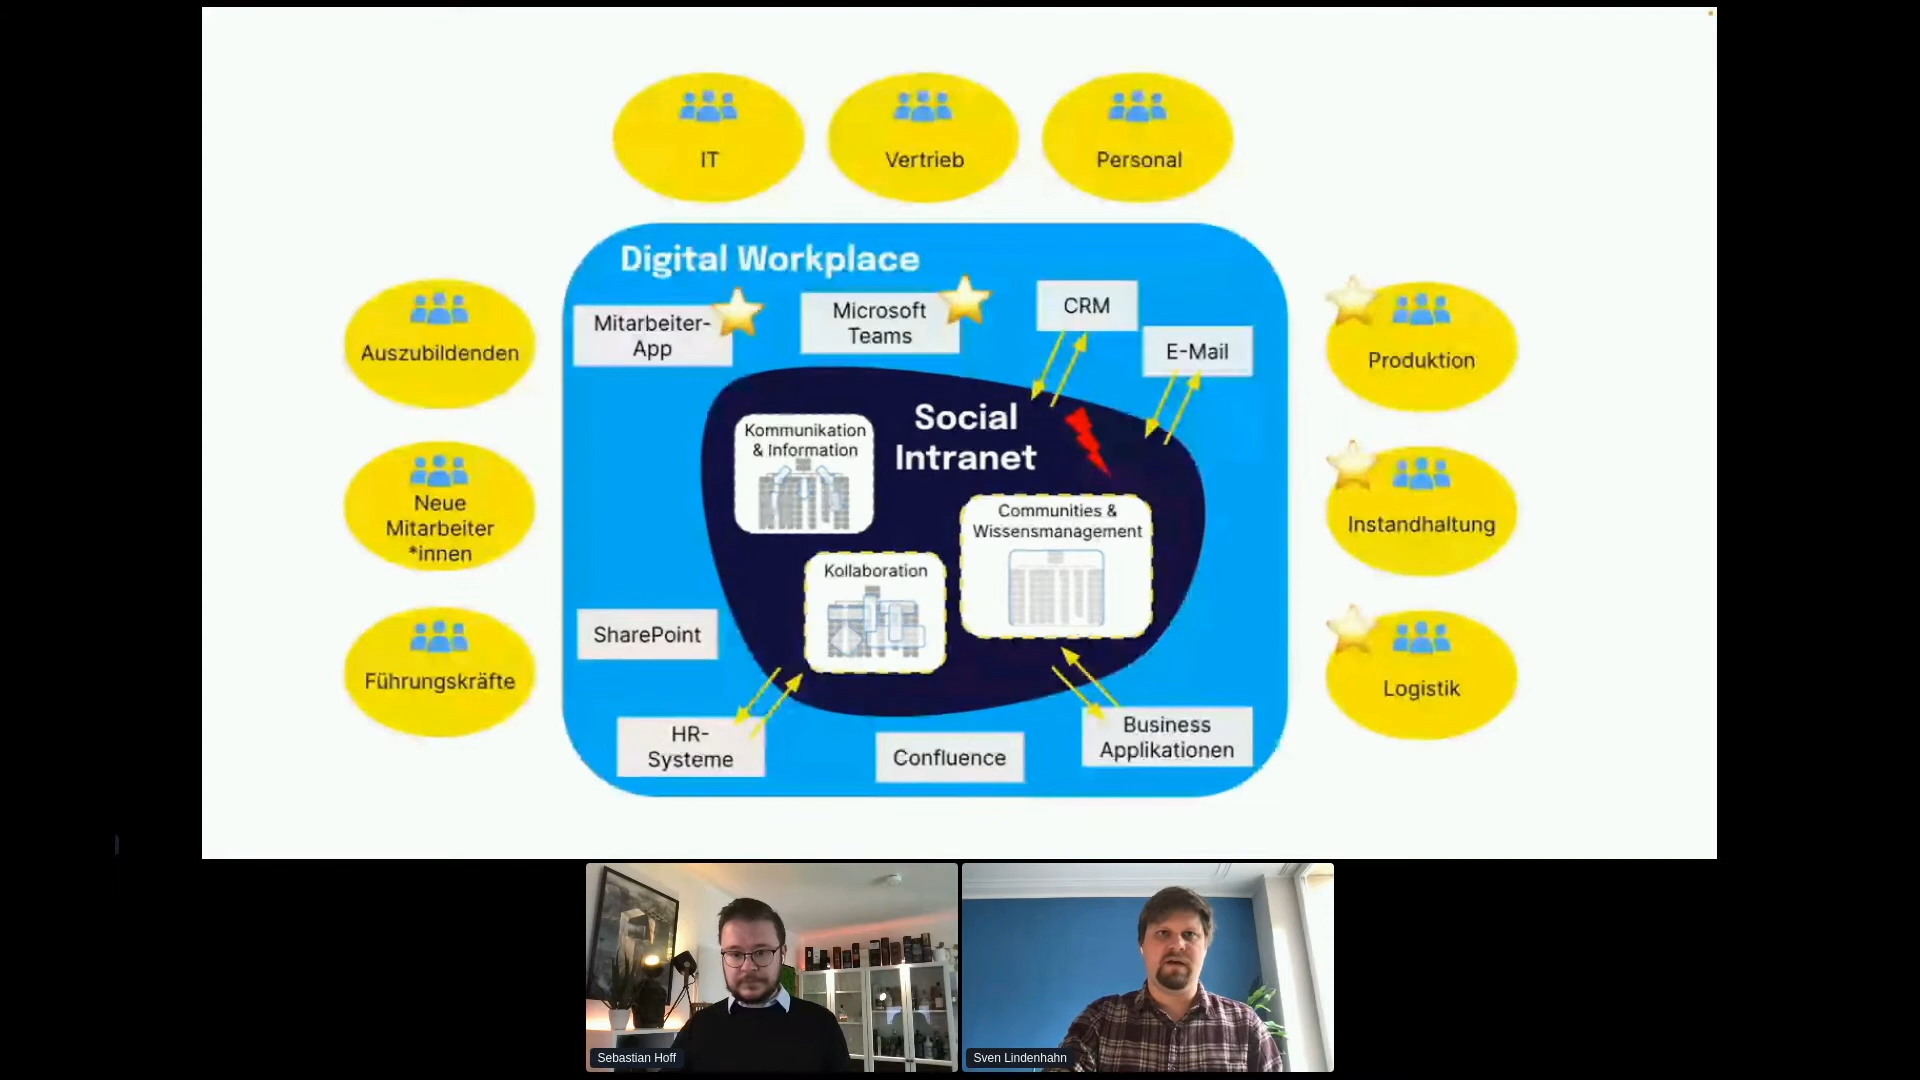 IT
Vertrieb
Personal
Digital Workplace
Mitarbeiter-
App
Microsoft
Teams
CRM
E-Mail
Auszubildenden
Neue
Mitarbeiter
*innen
Führungskräfte
Social
Intranet
Kommunikation
& Information
Communities &
Wissensmanagement
Kollaboration
SharePoint
HR-
Systeme
Confluence
Business
Applikationen
Produktion
Instandhaltung
Logistik
Sebastian Hoff
Sven Lindenhahn